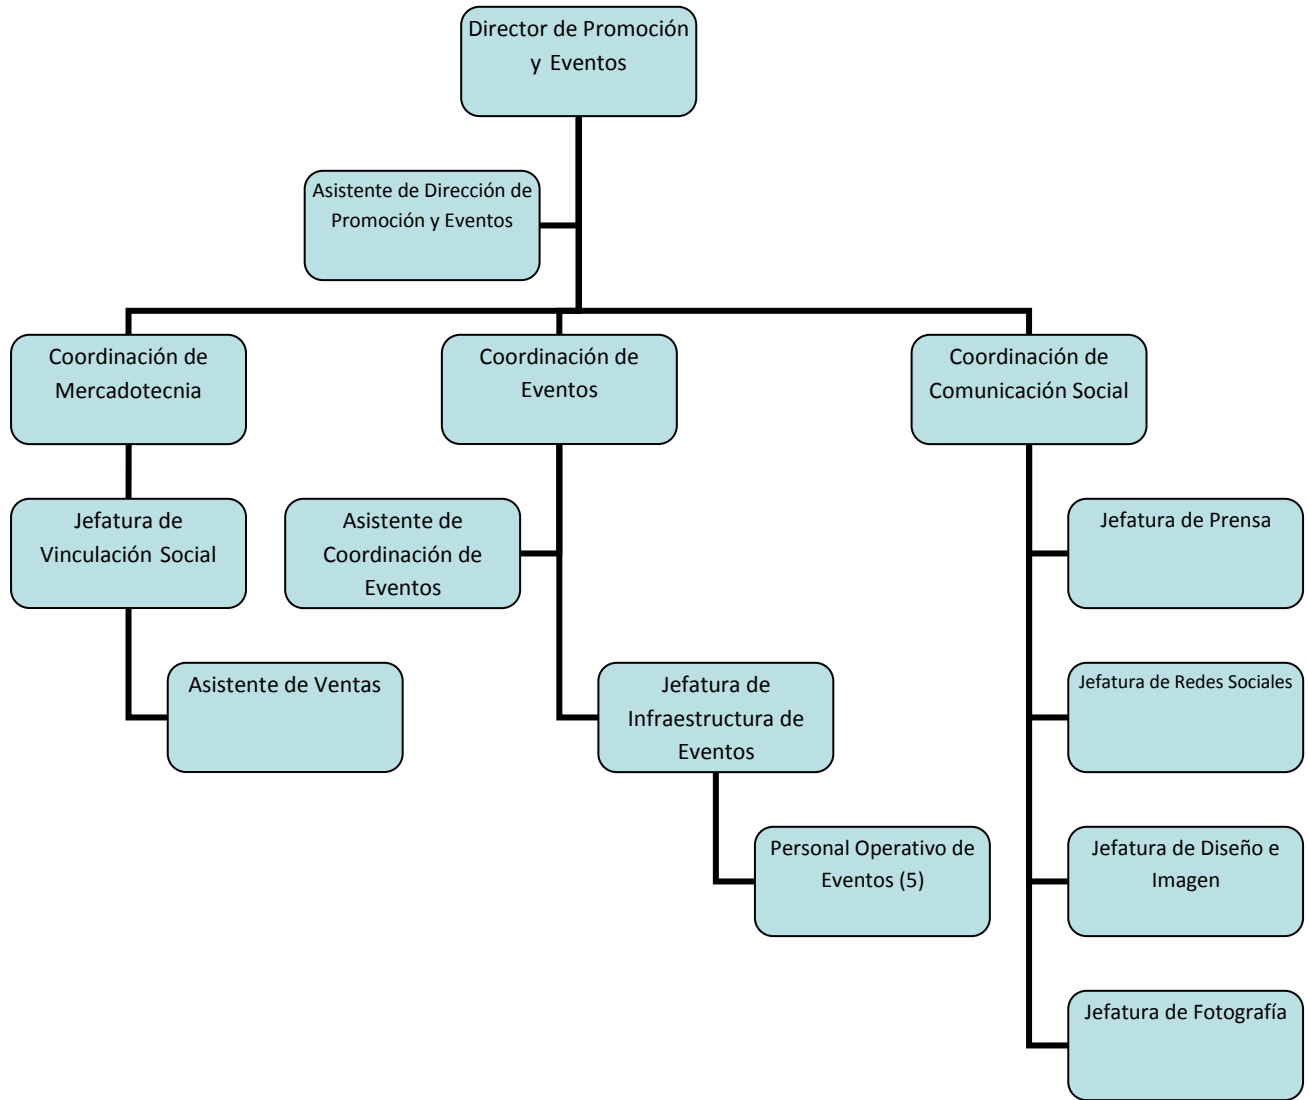 Director de Promoción
y Eventos
Asistente de Dirección de
Promoción y Eventos
Coordinación de
Mercadotecnia
Coordinación de
Eventos
Coordinación de
Comunicación Social
Jefatura de
Vinculación Social
Asistente de
Coordinación de
Eventos
Jefatura de Prensa
Asistente de Ventas
Jefatura de
Infraestructura de
Eventos
Jefatura de Redes Sociales
Personal Operativo de
Eventos (5)
Jefatura de Diseño e
Imagen
Jefatura de Fotografía